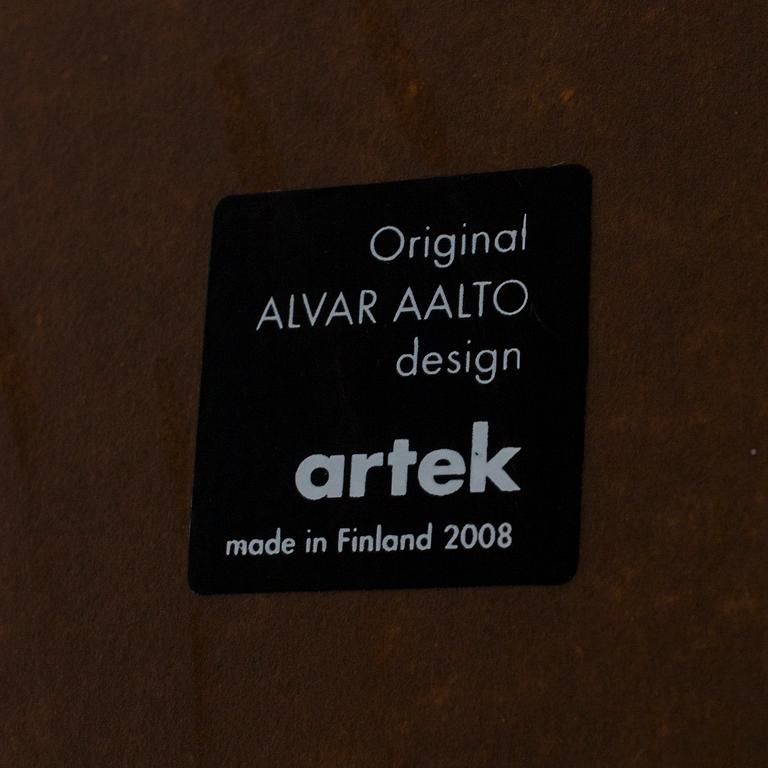 Original
ALVAR AALTO
design
artek
made in Finland 2008